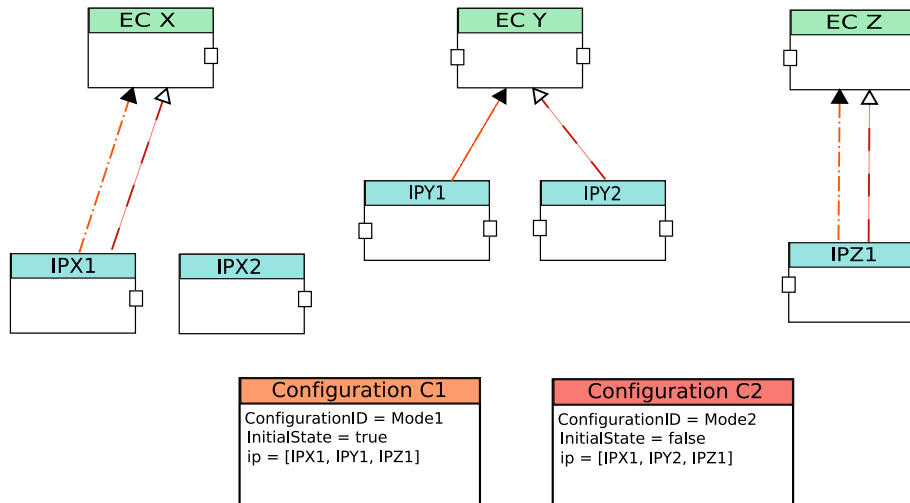 EC X
EC Y
EC Z
IPY1
IPY2
IPX1
IPX2
IPZ1
Configuration C1
ConfigurationID = Mode1
InitialState = true
ip = [IPX1, IPY1, IPZ1]
Configuration C2
ConfigurationID = Mode2
InitialState = false
ip = [IPX1, IPY2, IPZ1]